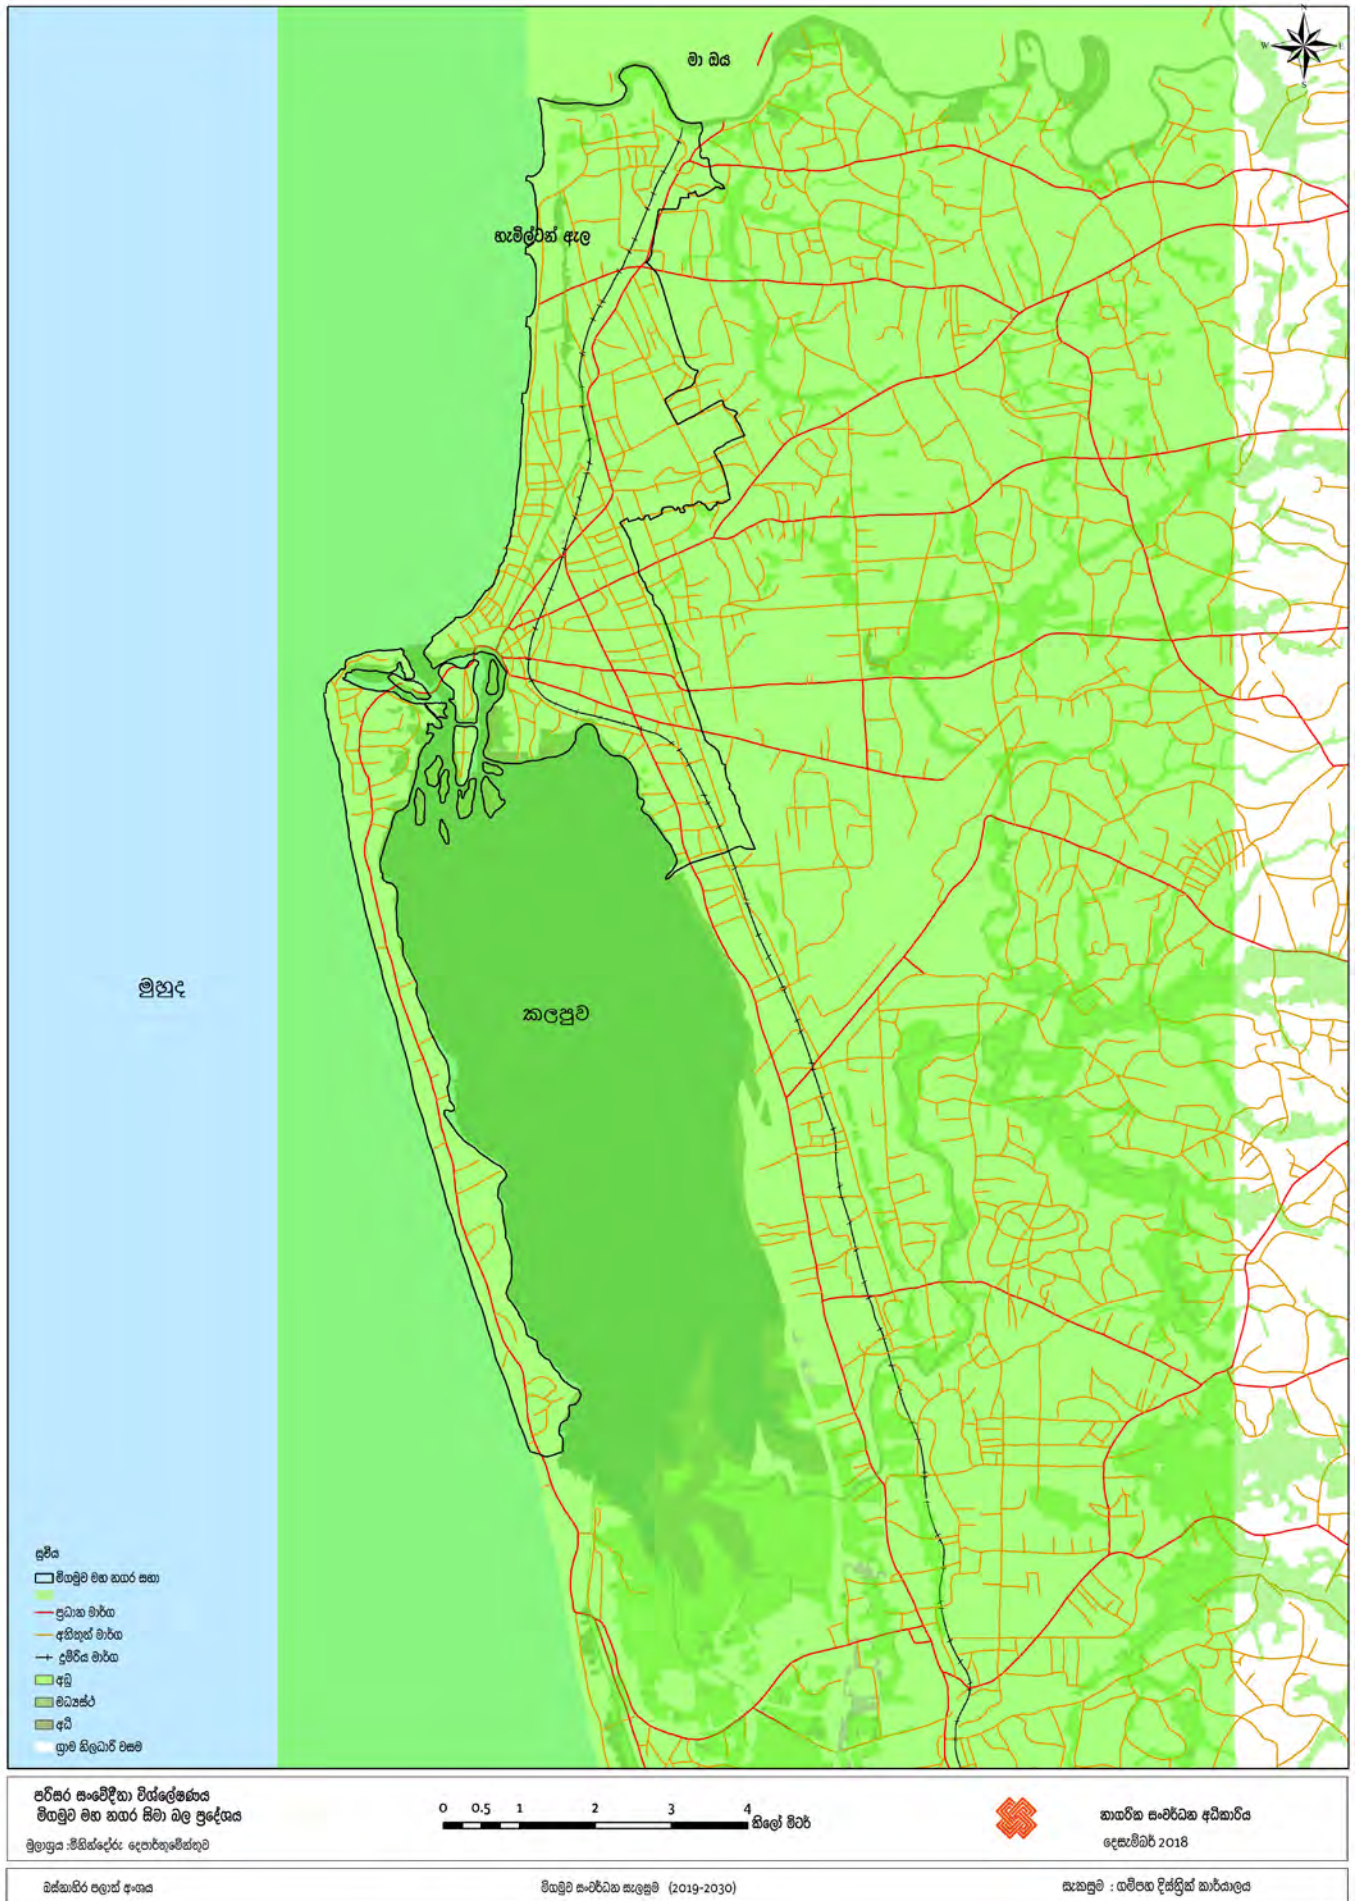 N
W E
S
මා ඔය
හැමිල්ටන් ඇල
මුහුද
කලපුව
සූචිය
මීගමුව මහ නගර සභා
ප්‍රධාන මාර්ග
අනිකුත් මාර්ග
දුම්රිය මාර්ග
අඩු
මධ්‍යස්ථ
අධි
ග්‍රාම නිලධාරී වසම
පරිසර සංවේදීතා විශ්ලේෂණය
මීගමුව මහ නගර සීමා බල ප්‍රදේශය
මූලාශ්‍රය :මිනින්දෝරු දෙපාර්තුමේන්තුව
0 0.5 1 2 3 4
කිලෝ මීටර්
නාගරික සංවර්ධන අධිකාරිය
දෙසැම්බර් 2018
බස්නාහිර පලාත් අංශය
මීගමුව සංවර්ධන සැලසුම (2019-2030)
සැකසුම : ගම්පහ දිස්ත්‍රික් කාර්යාලය